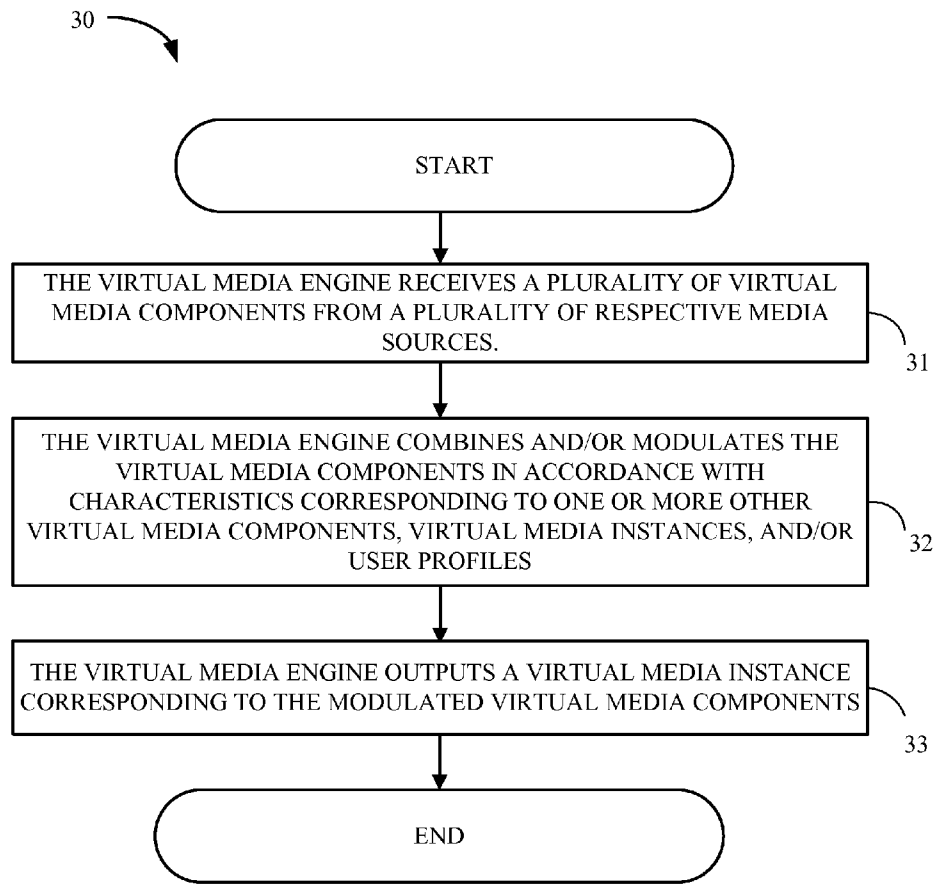 30
START
THE VIRTUAL MEDIA ENGINE RECEIVES A PLURALITY OF VIRTUAL
MEDIA COMPONENTS FROM A PLURALITY OF RESPECTIVE MEDIA
SOURCES.
31
THE VIRTUAL MEDIA ENGINE COMBINES AND/OR MODULATES THE
VIRTUAL MEDIA COMPONENTS IN ACCORDANCE WITH
CHARACTERISTICS CORRESPONDING TO ONE OR MORE OTHER
VIRTUAL MEDIA COMPONENTS, VIRTUAL MEDIA INSTANCES, AND/OR
USER PROFILES
32
THE VIRTUAL MEDIA ENGINE OUTPUTS A VIRTUAL MEDIA INSTANCE
CORRESPONDING TO THE MODULATED VIRTUAL MEDIA COMPONENTS
33
END